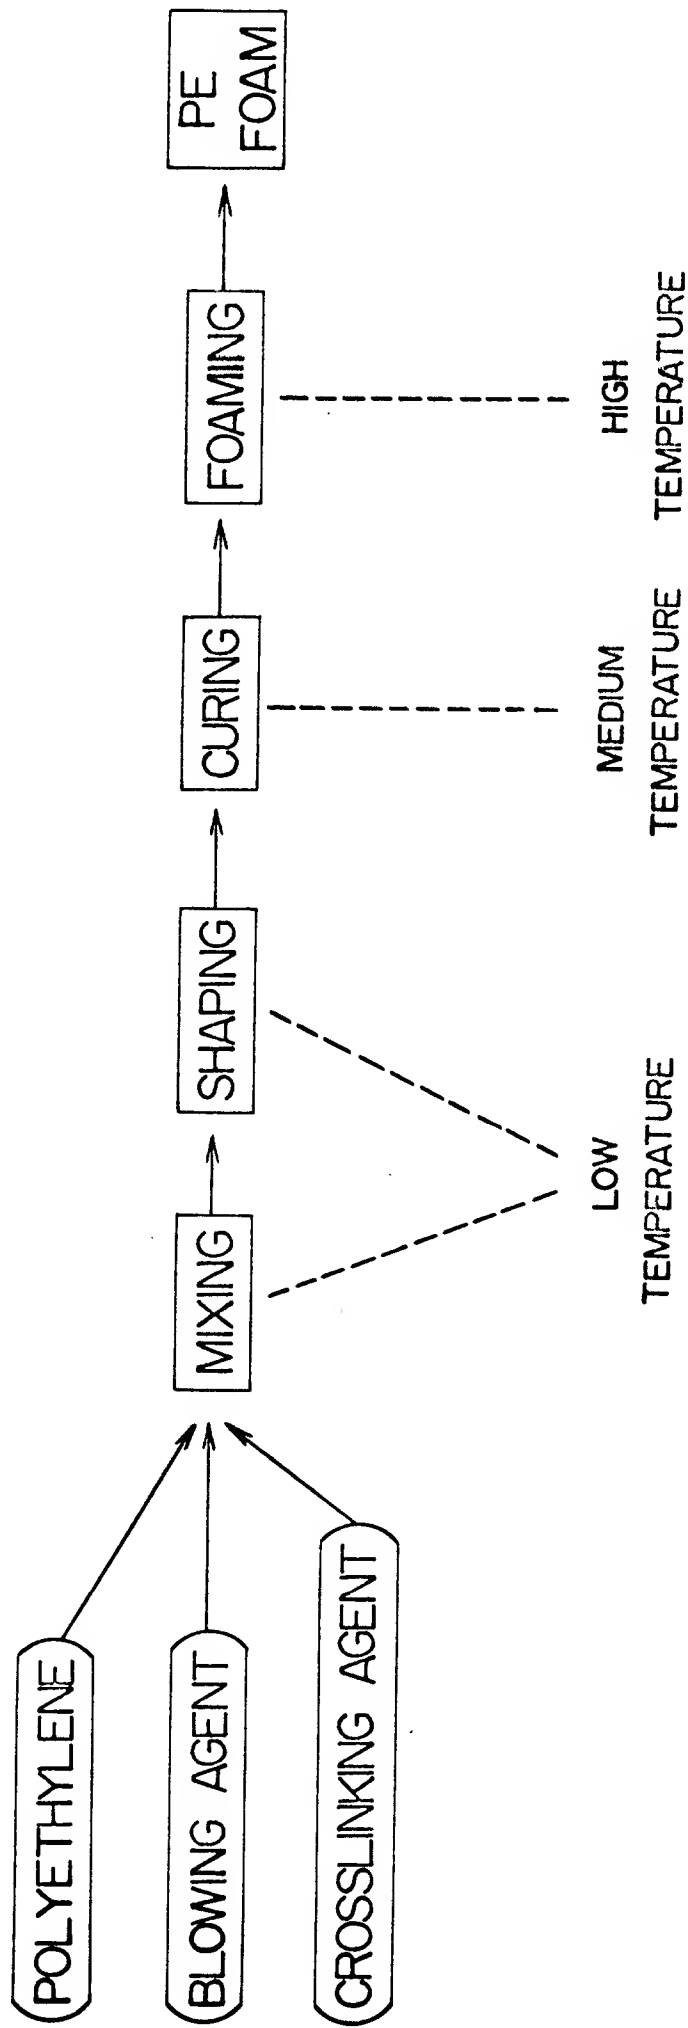 POLYETHYLENE
BLOWING AGENT
CROSSLINKING AGENT
MIXING
SHAPING
CURING
FOAMING
PE
FOAM
LOW
TEMPERATURE
MEDIUM
TEMPERATURE
HIGH
TEMPERATURE